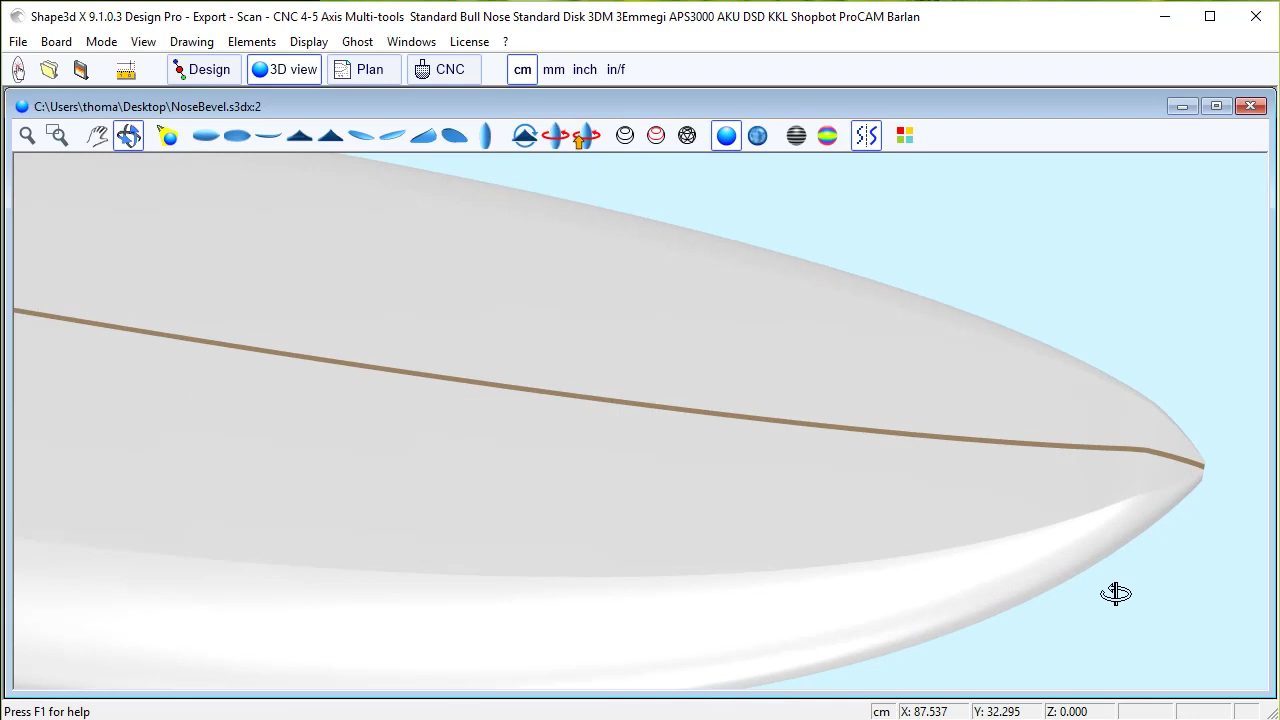 Shape3d X 9.1.0.3 Design Pro - Export - Scan - CNC 4-5 Axis Multi-tools  Standard Bull Nose Standard Disk 3DM 3Emmegi APS3000 AKU DSD KKL Shopbot ProCAM Barlan
File Board Mode View Drawing Elements Display Ghost Windows License ?
Design 3D view Plan CNC cm mm inch in/f
C:\Users\thoma\Desktop\NoseBevel.s3dx:2
Press F1 for help cm X: 87.537 Y: 32.295 Z: 0.000